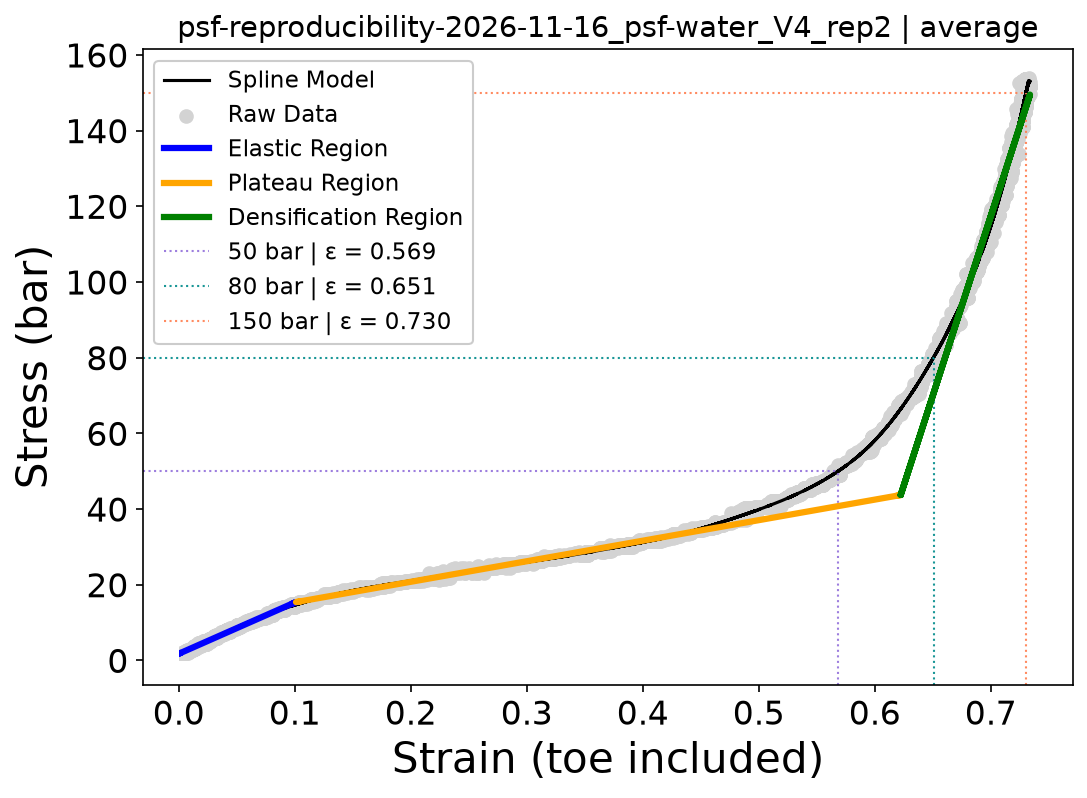 psf-reproducibility-2026-11-16_psf-water_V4_rep2 | average
Stress (bar)
160
140
120
100
80
60
40
20
0
Spline Model
Raw Data
Elastic Region
Plateau Region
Densification Region
50 bar | ε = 0.569
80 bar | ε = 0.651
150 bar | ε = 0.730
0.0 0.1 0.2 0.3 0.4 0.5 0.6 0.7
Strain (toe included)